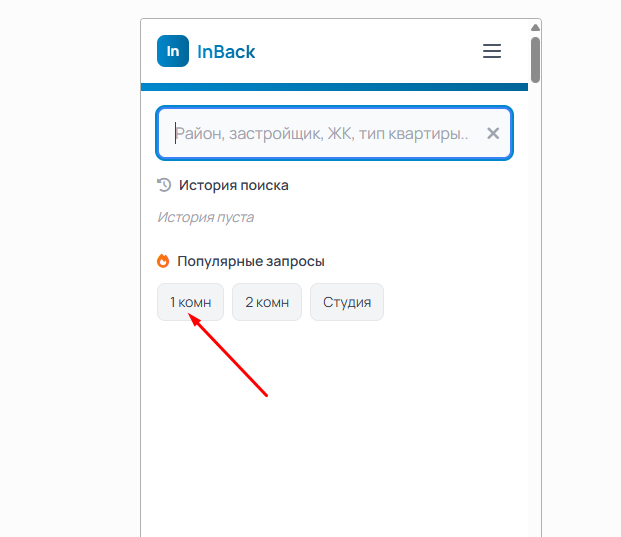 In InBack
Район, застройщик, ЖК, тип квартиры..
История поиска
История пуста
Популярные запросы
1 комн 2 комн Студия